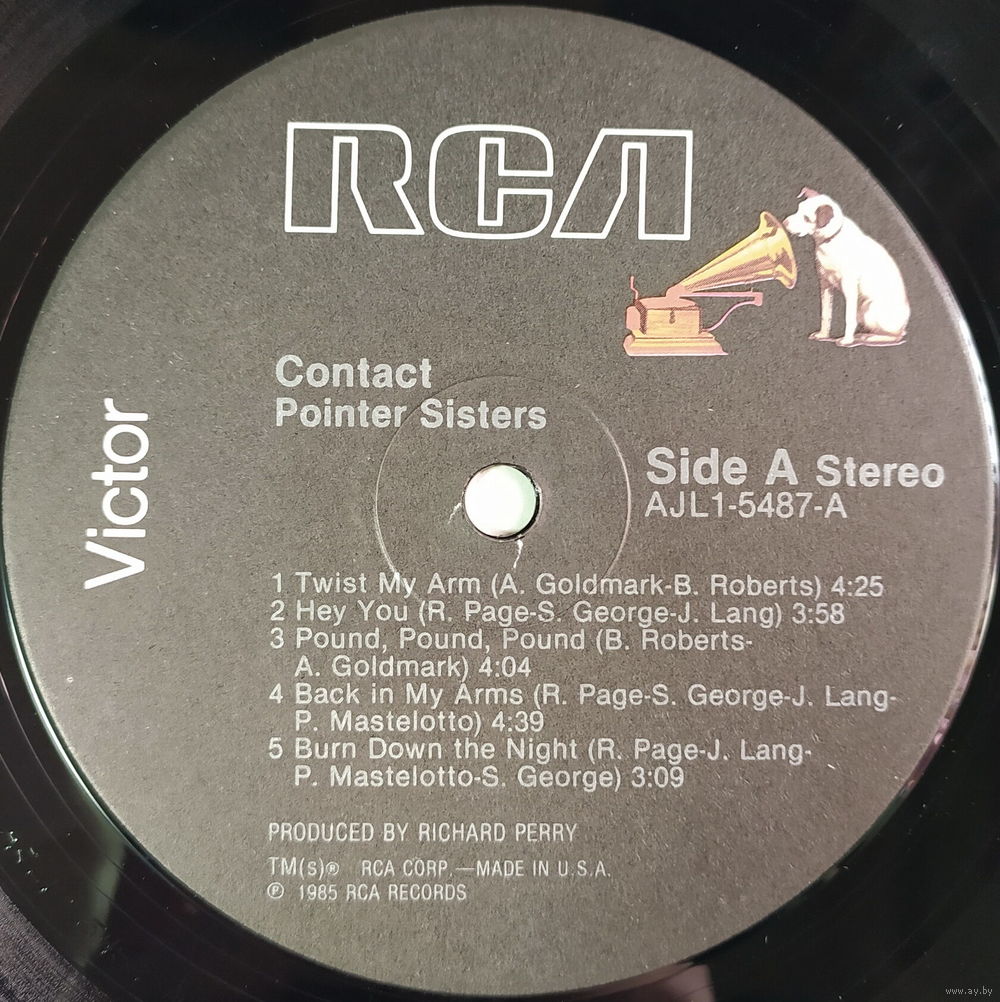 RCA
Victor
Contact
Pointer Sisters
Side A Stereo
AJL1-5487-A
1 Twist My Arm (A. Goldmark-B. Roberts) 4:25
2 Hey You (R. Page-S. George-J. Lang) 3:58
3 Pound, Pound, Pound (B. Roberts-
A. Goldmark) 4:04
4 Back in My Arms (R. Page-S. George-J. Lang-
P. Mastelotto) 4:39
5 Burn Down the Night (R. Page-J. Lang-
P. Mastelotto-S. George) 3:09
PRODUCED BY RICHARD PERRY
TM(s)® RCA CORP.—MADE IN U.S.A.
℗ 1985 RCA RECORDS
www.ay.by